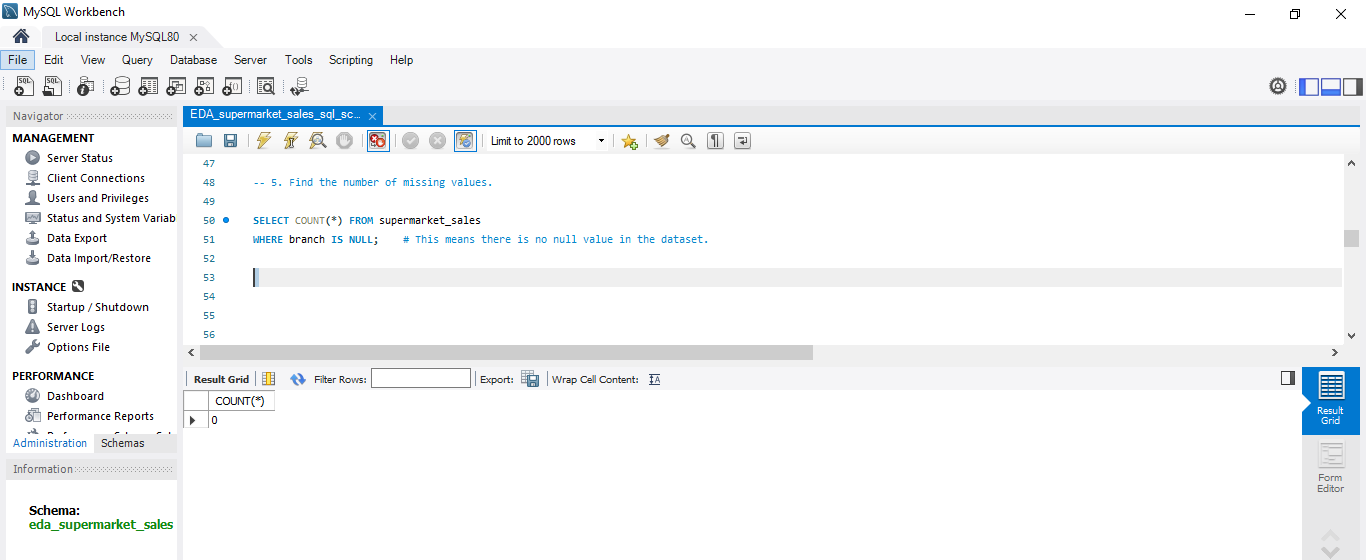 MySQL Workbench
Local instance MySQL80
File Edit View Query Database Server Tools Scripting Help
Navigator
MANAGEMENT
Server Status
Client Connections
Users and Privileges
Status and System Variab
Data Export
Data Import/Restore
INSTANCE
Startup / Shutdown
Server Logs
Options File
PERFORMANCE
Dashboard
Performance Reports
Administration Schemas
Information
Schema:
eda_supermarket_sales
EDA_supermarket_sales_sql_sc...
Limit to 2000 rows
47
48 -- 5. Find the number of missing values.
49
50 SELECT COUNT(*) FROM supermarket_sales
51 WHERE branch IS NULL; # This means there is no null value in the dataset.
52
53
54
55
56
Result Grid Filter Rows: Export: Wrap Cell Content:
COUNT(*)
0
Result
Grid
Form
Editor